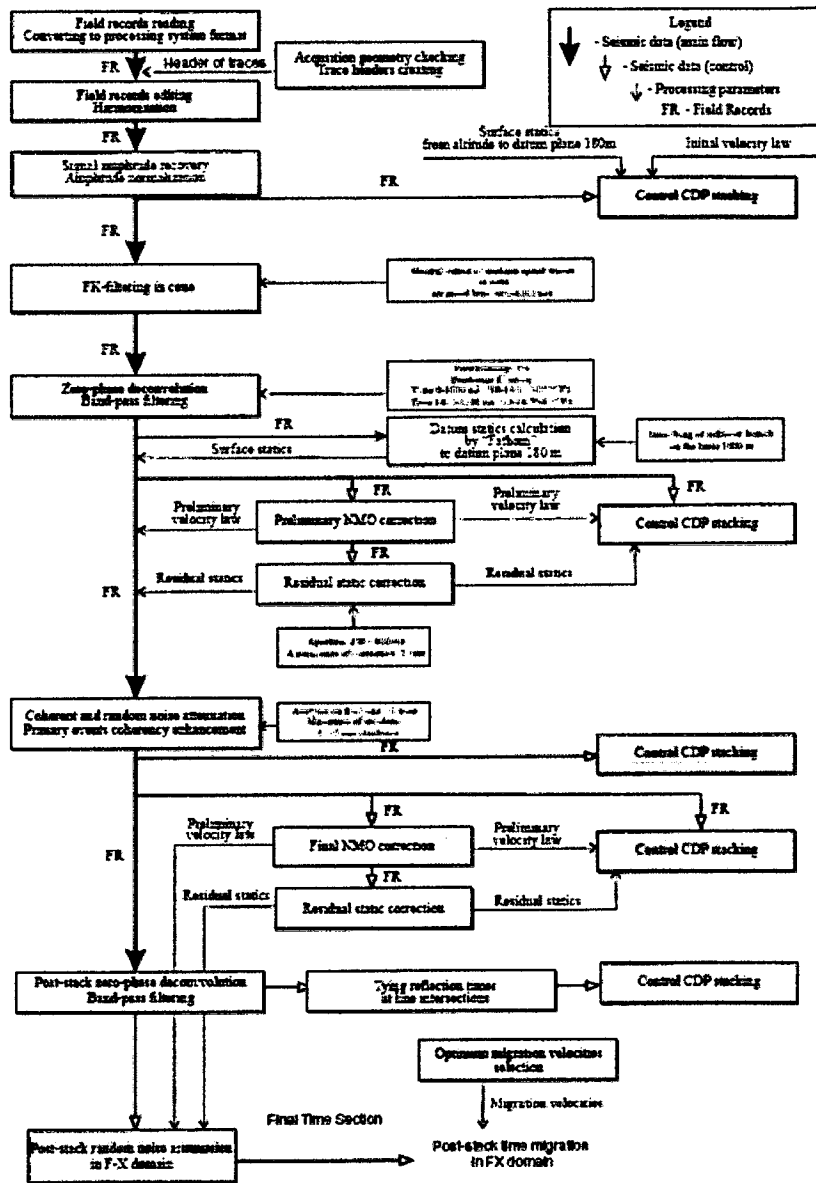 Field records reading
Converting to processing system format
Legend
- Seismic data (main flow)
- Seismic data (control)
- Processing parameters
FR - Field Records
FR
Header of traces
Acquisition geometry checking
Trace headers creating
Field records editing
Harmonization
FR
Signal amplitude recovery
Amplitude normalization
Surface statics
from altitude to datum plane 180m
Initial velocity law
FR
Control CDP stacking
FR
FK-filtering in cone
FR
Zero-phase deconvolution
Band-pass filtering
FR
Surface statics
Datum statics calculation
by "Fathom"
to datum plane 180 m
FR
FR
Preliminary
velocity law
Preliminary NMO correction
Preliminary
velocity law
Control CDP stacking
FR
FR
Residual statics
Residual static correction
Residual statics
Coherent and random noise attenuation
Primary events coherency enhancement
FR
Control CDP stacking
FR
FR
FR
Preliminary
velocity law
Final NMO correction
Preliminary
velocity law
Control CDP stacking
FR
Residual statics
Residual static correction
Residual statics
Post-stack zero-phase deconvolution
Band-pass filtering
Tying reflection times
at line intersections
Control CDP stacking
Optimum migration velocities
selection
Migration velocities
Final Time Section
Post-stack random noise attenuation
in F-X domain
Post-stack time migration
in FX domain